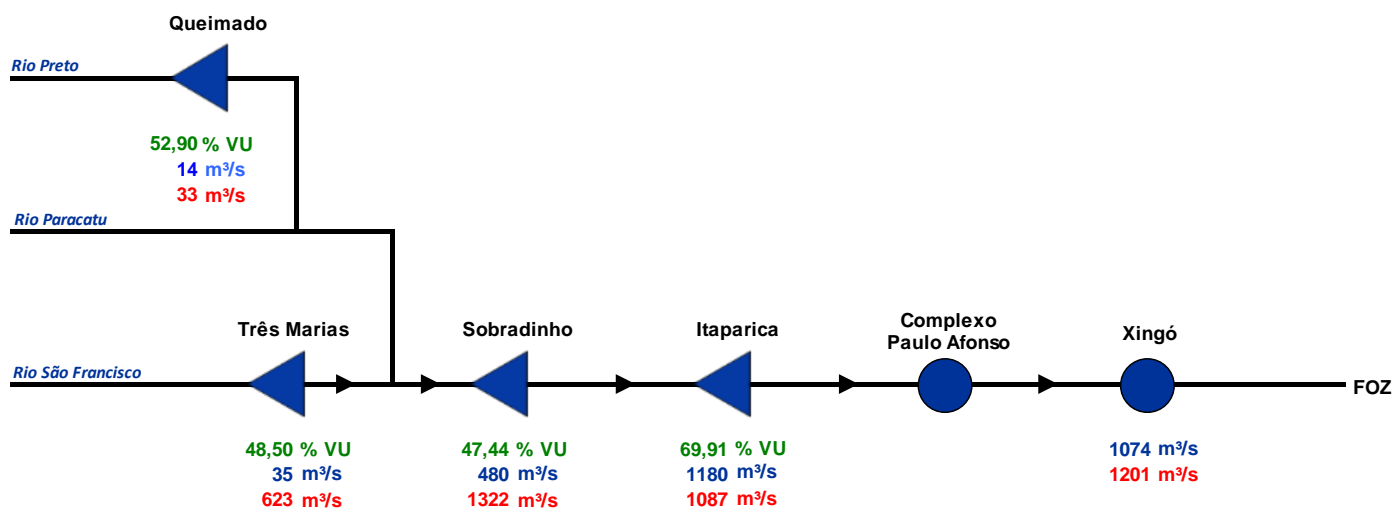 Queimado
Rio Preto
52,90 % VU
14 m³/s
33 m³/s
Rio Paracatu
Três Marias
Sobradinho
Itaparica
Complexo
Paulo Afonso
Xingó
Rio São Francisco
FOZ
48,50 % VU
35 m³/s
623 m³/s
47,44 % VU
480 m³/s
1322 m³/s
69,91 % VU
1180 m³/s
1087 m³/s
1074 m³/s
1201 m³/s